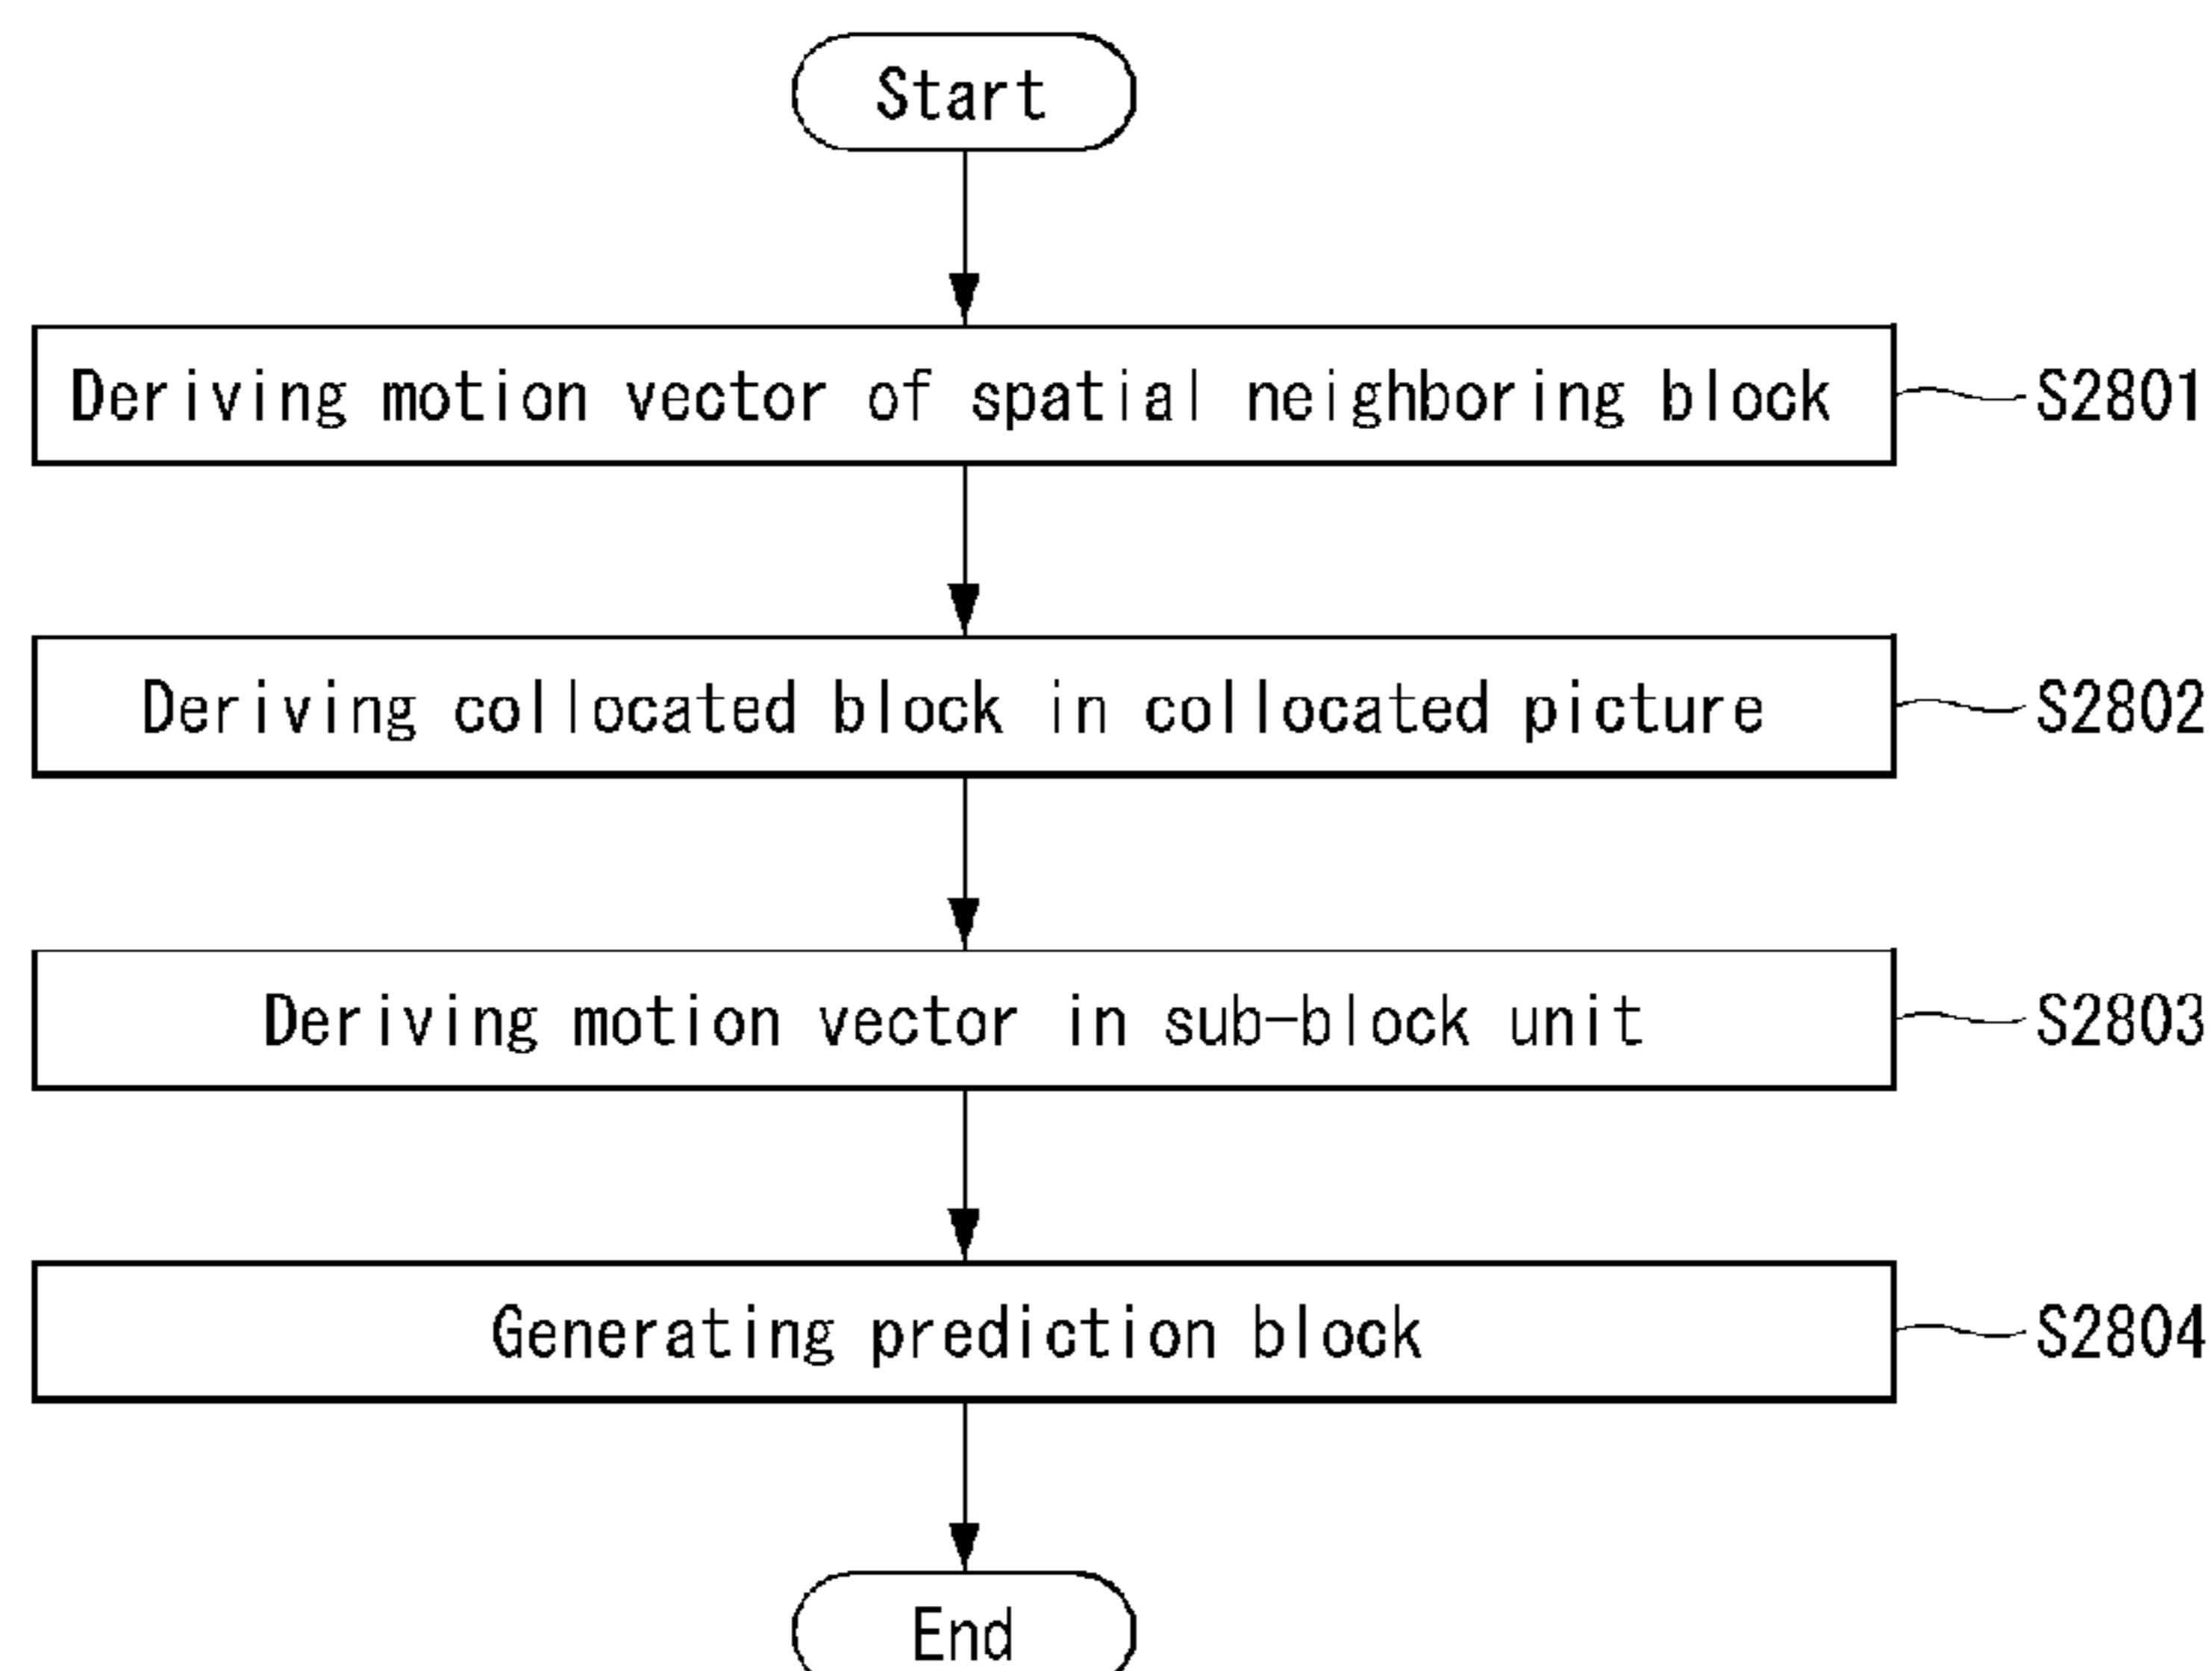 Start
Deriving motion vector of spatial neighboring block S2801
Deriving collocated block in collocated picture S2802
Deriving motion vector in sub-block unit S2803
Generating prediction block S2804
End